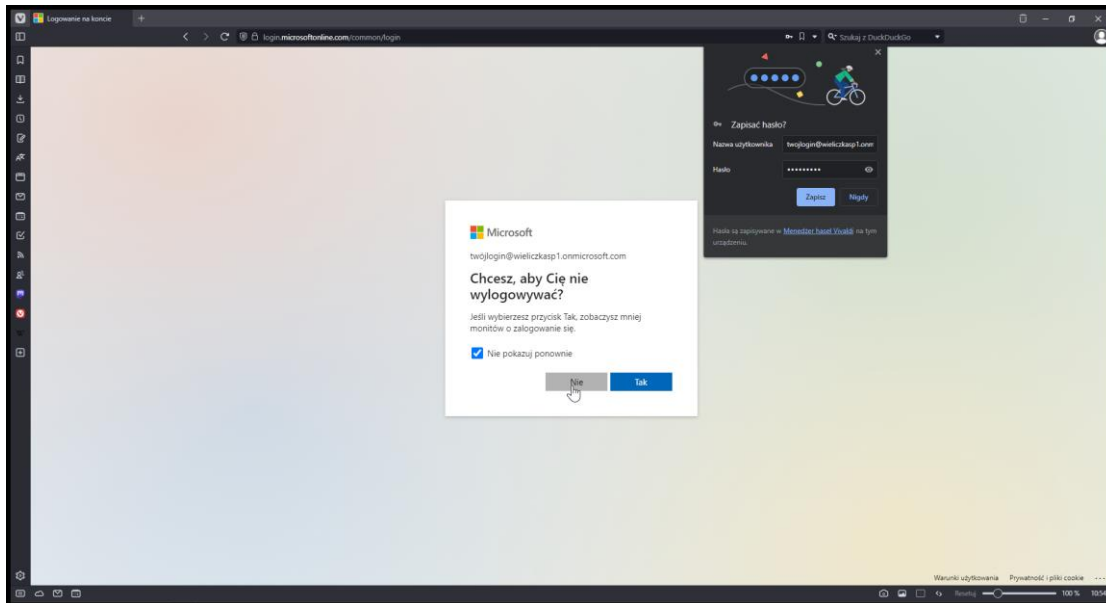 Logowanie na koncie
login.microsoftonline.com/common/login
Szukaj z DuckDuckGo
Zapisać hasło?
Nazwa użytkownika twojlogin@wieliczkasp1.onm
Hasło •••••••••
Zapisz Nigdy
Hasła są zapisywane w Menedżer haseł Vivaldi na tym
urządzeniu.
Microsoft
twójlogin@wieliczkasp1.onmicrosoft.com
Chcesz, aby Cię nie
wylogowywać?
Jeśli wybierzesz przycisk Tak, zobaczysz mniej
monitów o zalogowanie się.
Nie pokazuj ponownie
Nie Tak
Warunki użytkowania Prywatność i pliki cookie ...
Resetuj 100 % 10:54